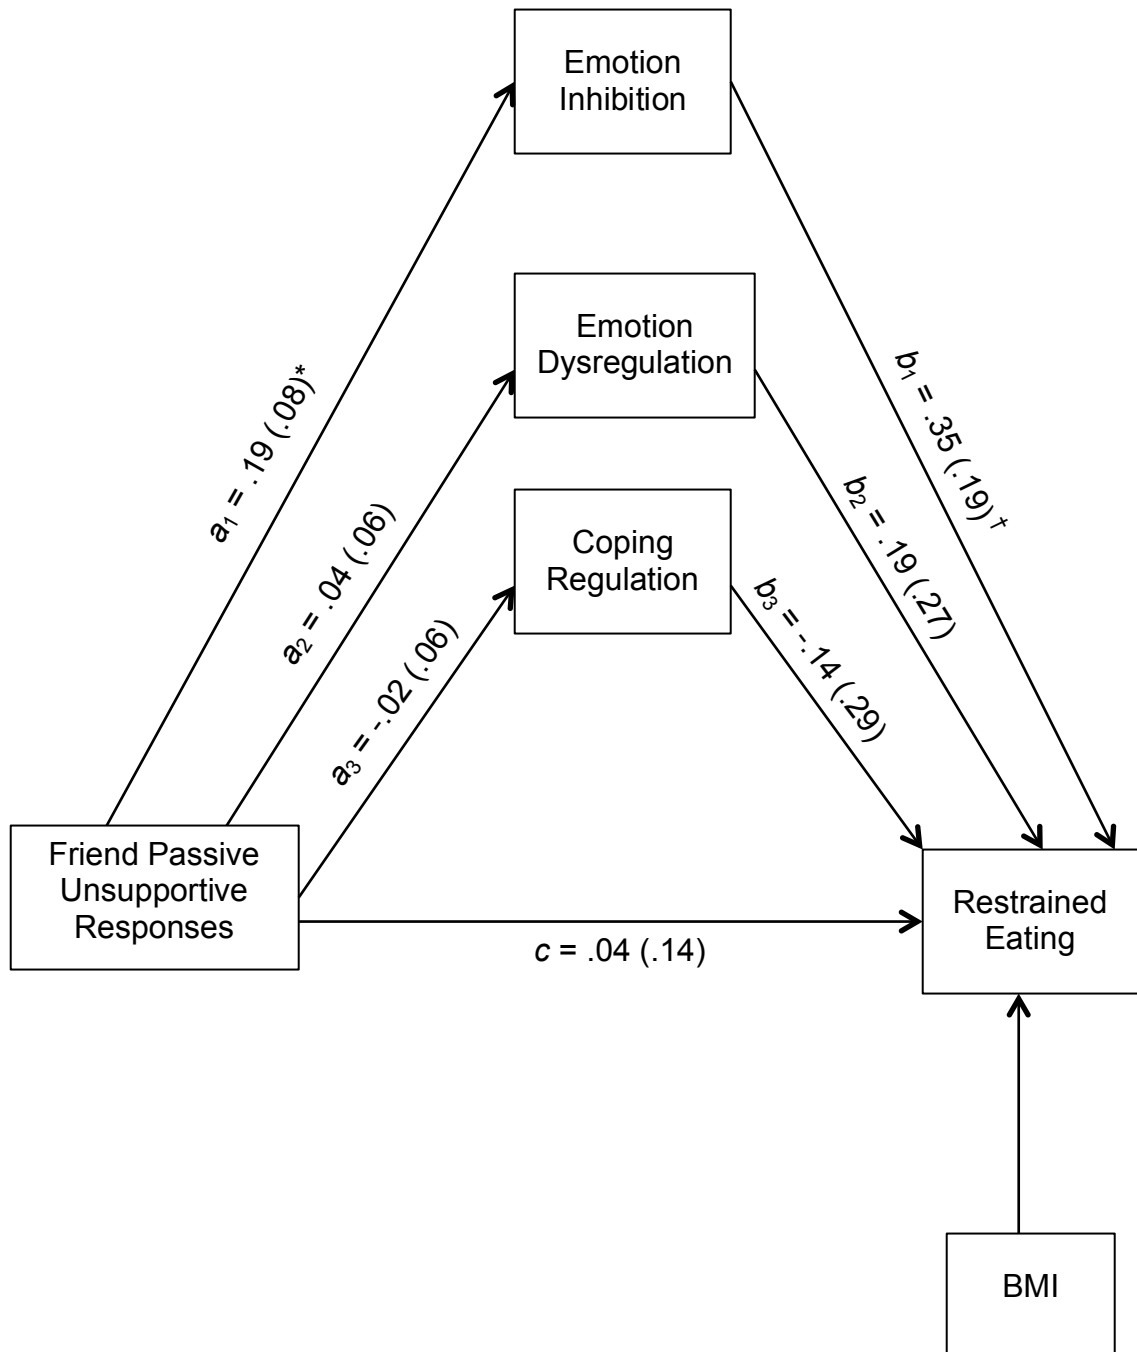 Emotion
Inhibition
Emotion
Dysregulation
Coping
Regulation
a₁ = .19 (.08)*
a₂ = .04 (.06)
a₃ = -.02 (.06)
b₁ = .35 (.19)†
b₂ = .19 (.27)
b₃ = -.14 (.29)
Friend Passive
Unsupportive
Responses
c = .04 (.14)
Restrained
Eating
BMI